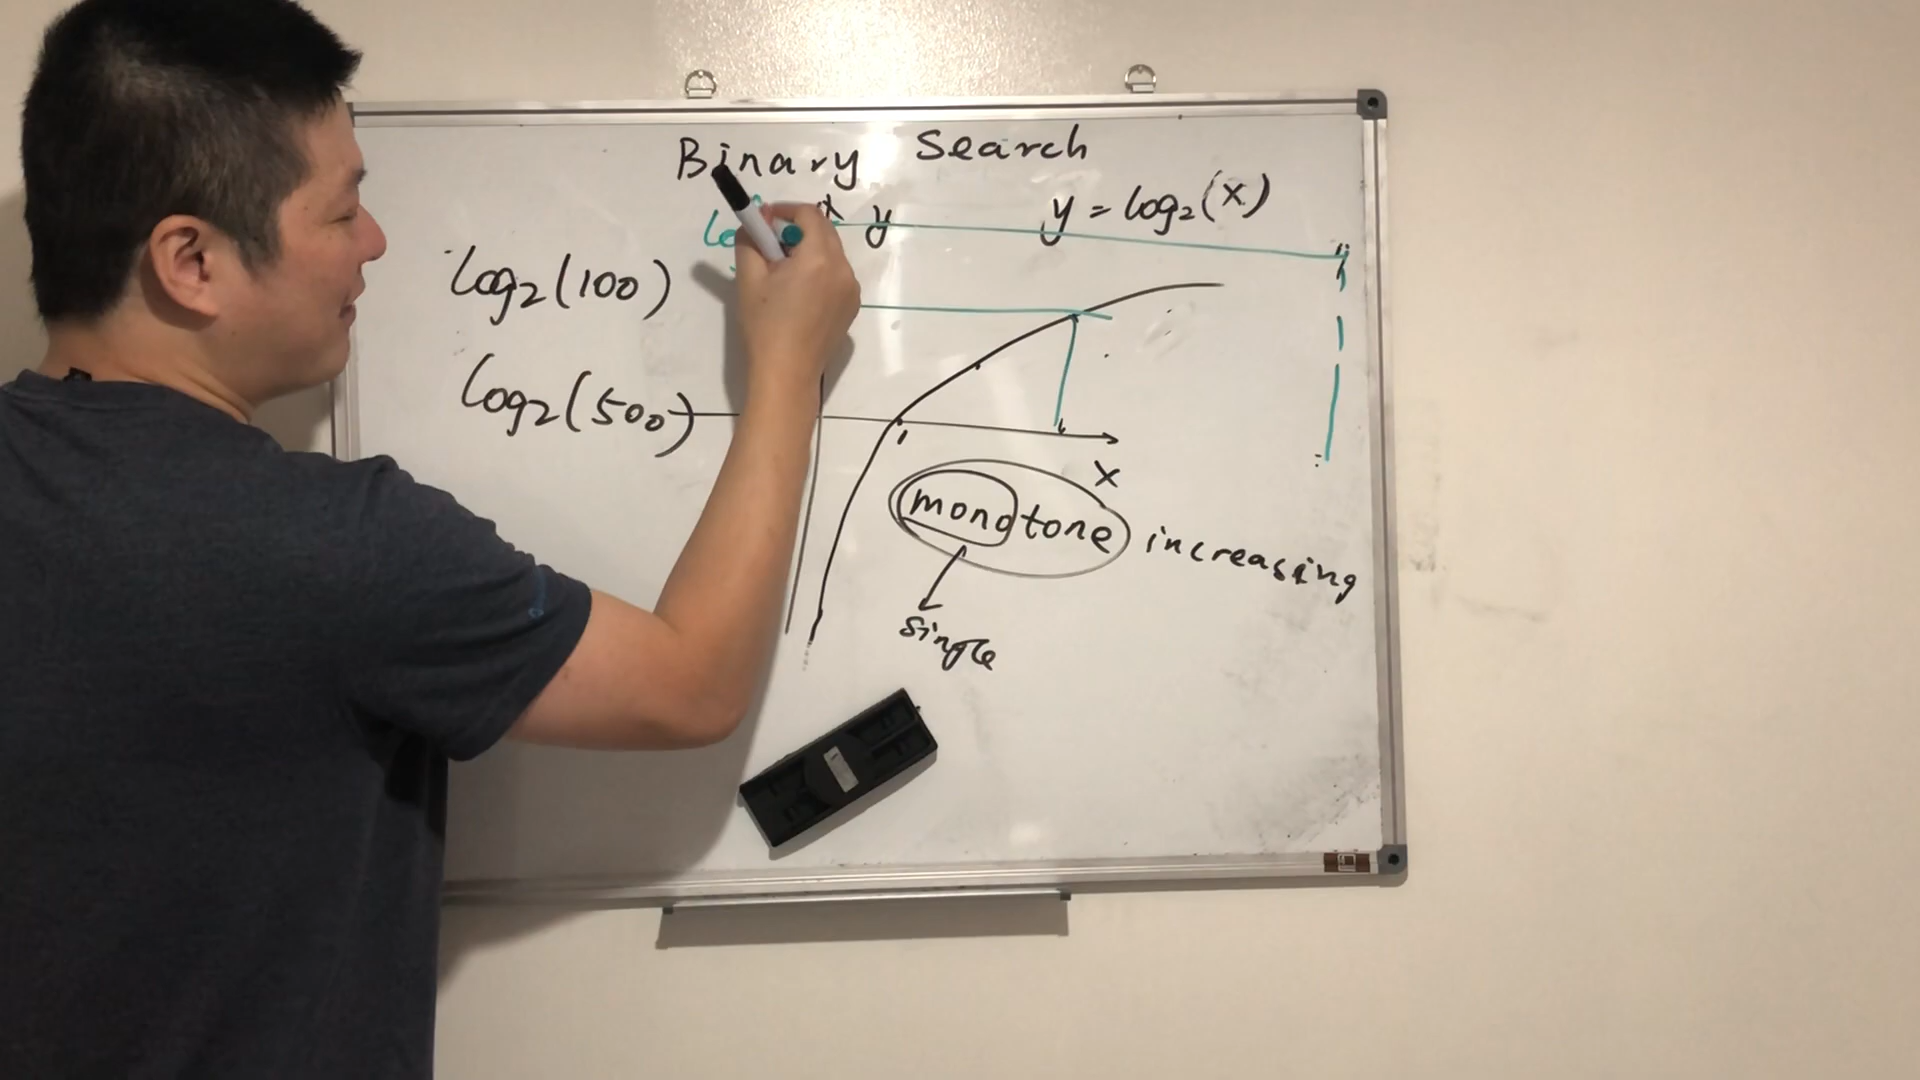 Binary Search
y
y = log₂(x)
log₂(100)
log₂(500)
1
x
monotone increasing
single